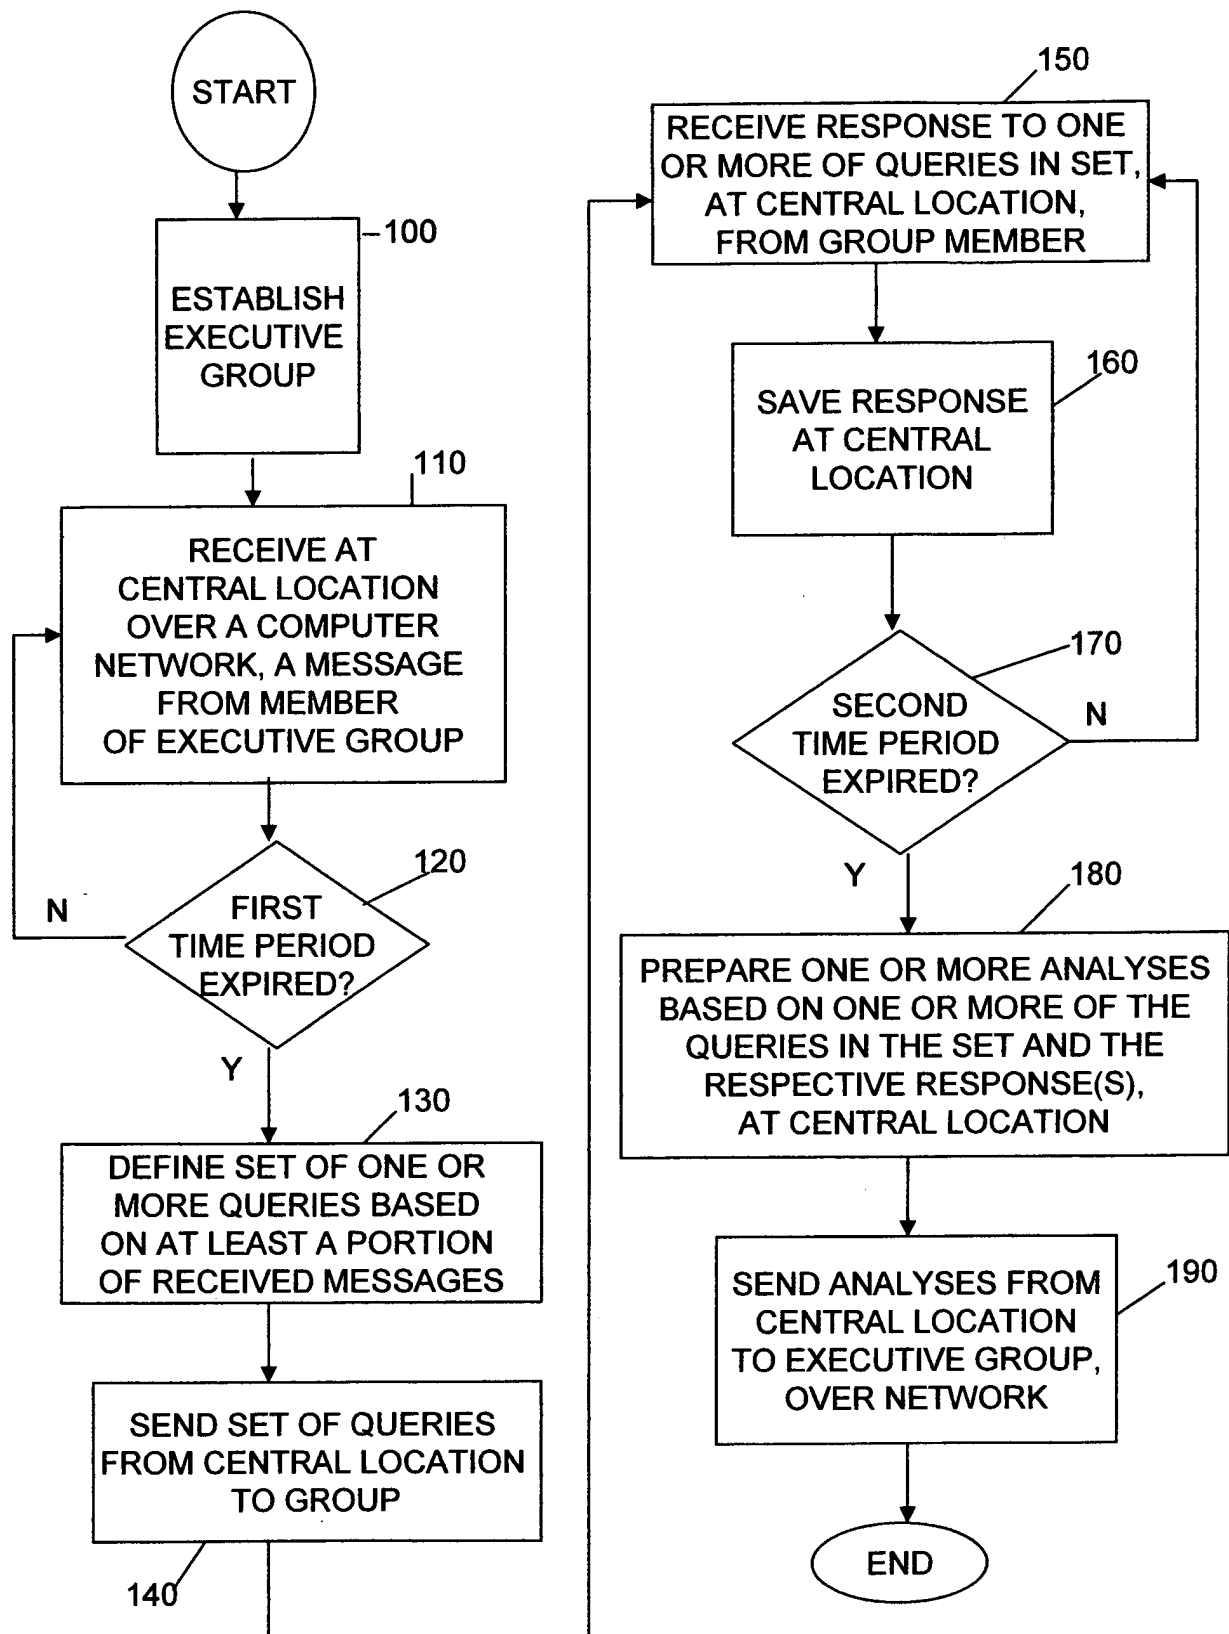 START
100
ESTABLISH
EXECUTIVE
GROUP
110
RECEIVE AT
CENTRAL LOCATION
OVER A COMPUTER
NETWORK, A MESSAGE
FROM MEMBER
OF EXECUTIVE GROUP
120
N
FIRST
TIME PERIOD
EXPIRED?
Y
130
DEFINE SET OF ONE OR
MORE QUERIES BASED
ON AT LEAST A PORTION
OF RECEIVED MESSAGES
SEND SET OF QUERIES
FROM CENTRAL LOCATION
TO GROUP
140
150
RECEIVE RESPONSE TO ONE
OR MORE OF QUERIES IN SET,
AT CENTRAL LOCATION,
FROM GROUP MEMBER
160
SAVE RESPONSE
AT CENTRAL
LOCATION
170
SECOND
TIME PERIOD
EXPIRED?
N
Y
180
PREPARE ONE OR MORE ANALYSES
BASED ON ONE OR MORE OF THE
QUERIES IN THE SET AND THE
RESPECTIVE RESPONSE(S),
AT CENTRAL LOCATION
190
SEND ANALYSES FROM
CENTRAL LOCATION
TO EXECUTIVE GROUP,
OVER NETWORK
END